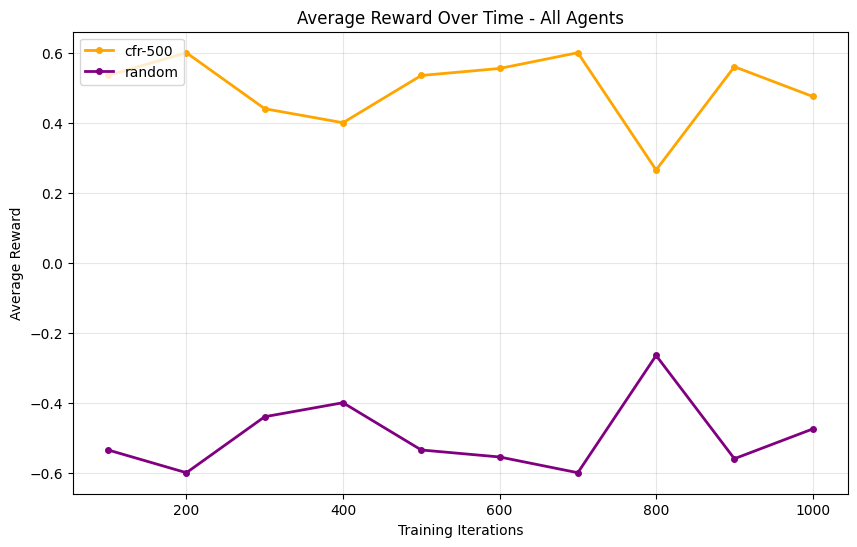 Average Reward Over Time - All Agents
cfr-500
random
Average Reward
0.6
0.4
0.2
0.0
−0.2
−0.4
−0.6
200
400
600
800
1000
Training Iterations